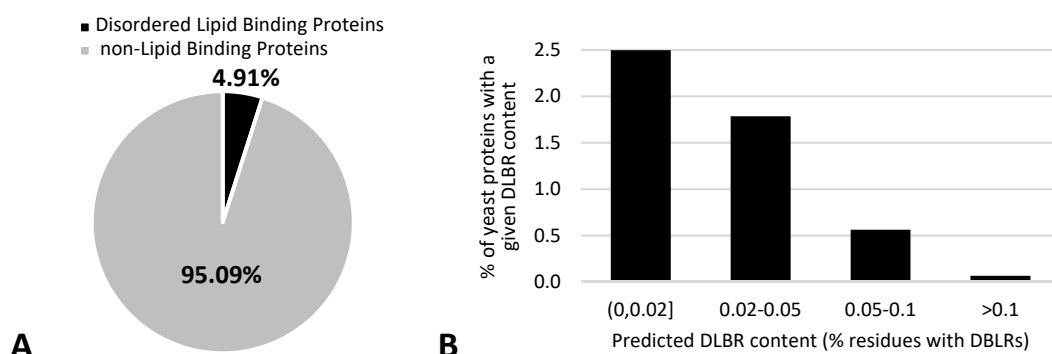 Disordered Lipid Binding Proteins
non-Lipid Binding Proteins
4.91%
95.09%
A
% of yeast proteins with a
given DLBR content
2.5
2.0
1.5
1.0
0.5
0.0
(0,0.02] 0.02-0.05 0.05-0.1 >0.1
Predicted DLBR content (% residues with DBLRs)
B